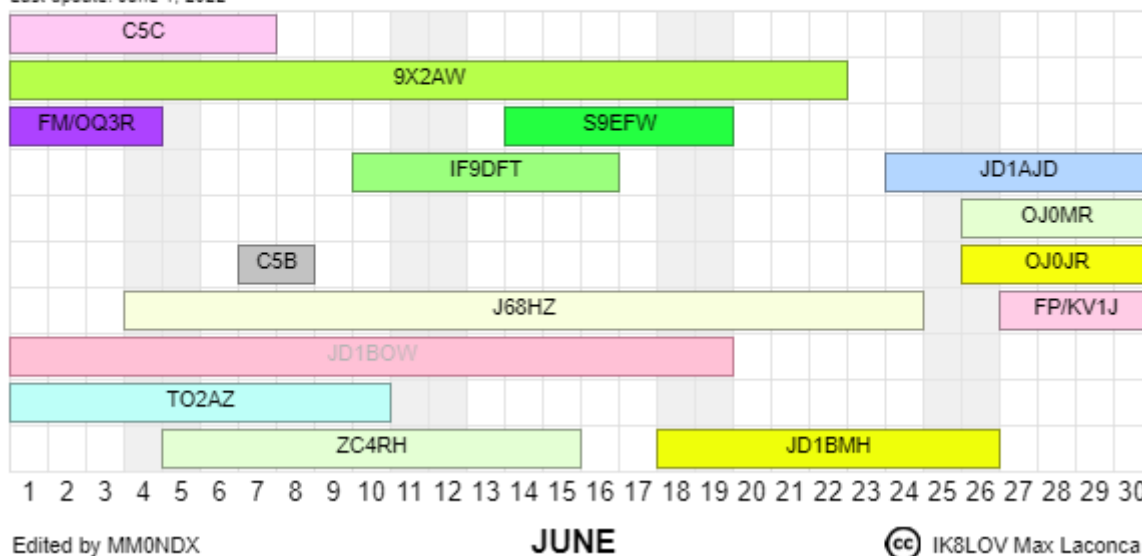 C5C
9X2AW
FM/OQ3R S9EFW
IF9DFT JD1AJD
OJ0MR
C5B OJ0JR
J68HZ FP/KV1J
JD1BOW
TO2AZ
ZC4RH JD1BMH
1 2 3 4 5 6 7 8 9 10 11 12 13 14 15 16 17 18 19 20 21 22 23 24 25 26 27 28 29 30
Edited by MM0NDX JUNE cc IK8LOV Max Laconca